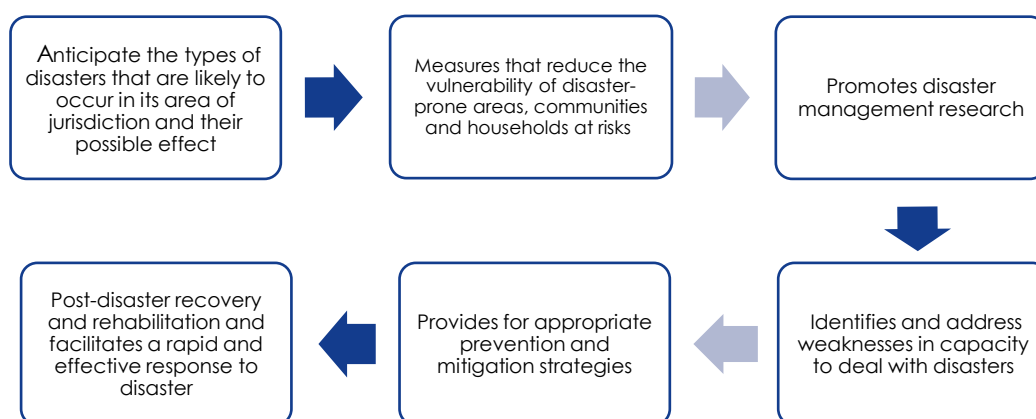 Anticipate the types of
disasters that are likely to
occur in its area of
jurisdiction and their
possible effect
Measures that reduce the
vulnerability of disaster-
prone areas, communities
and households at risks
Promotes disaster
management research
Identifies and address
weaknesses in capacity
to deal with disasters
Provides for appropriate
prevention and
mitigation strategies
Post-disaster recovery
and rehabilitation and
facilitates a rapid and
effective response to
disaster